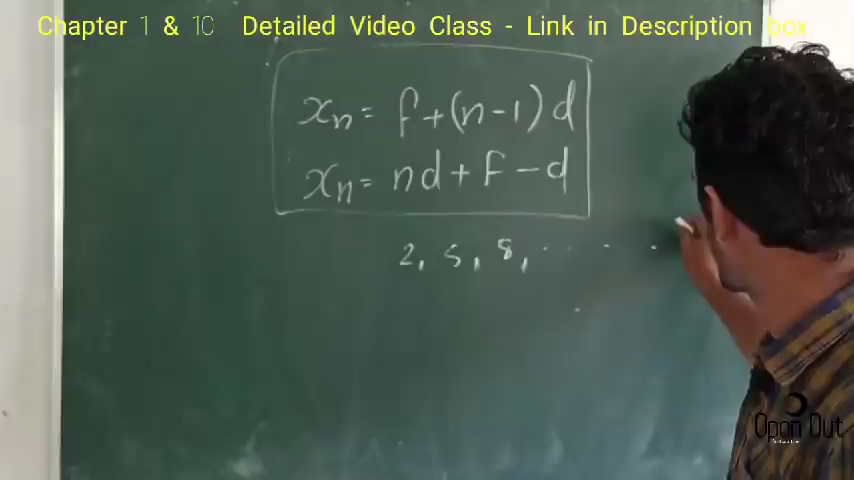 Chapter 1 & 10 Detailed Video Class - Link in Description box
xₙ = f+(n-1)d
xₙ = nd+f-d
2, 5, 8, . . . .
Open Out